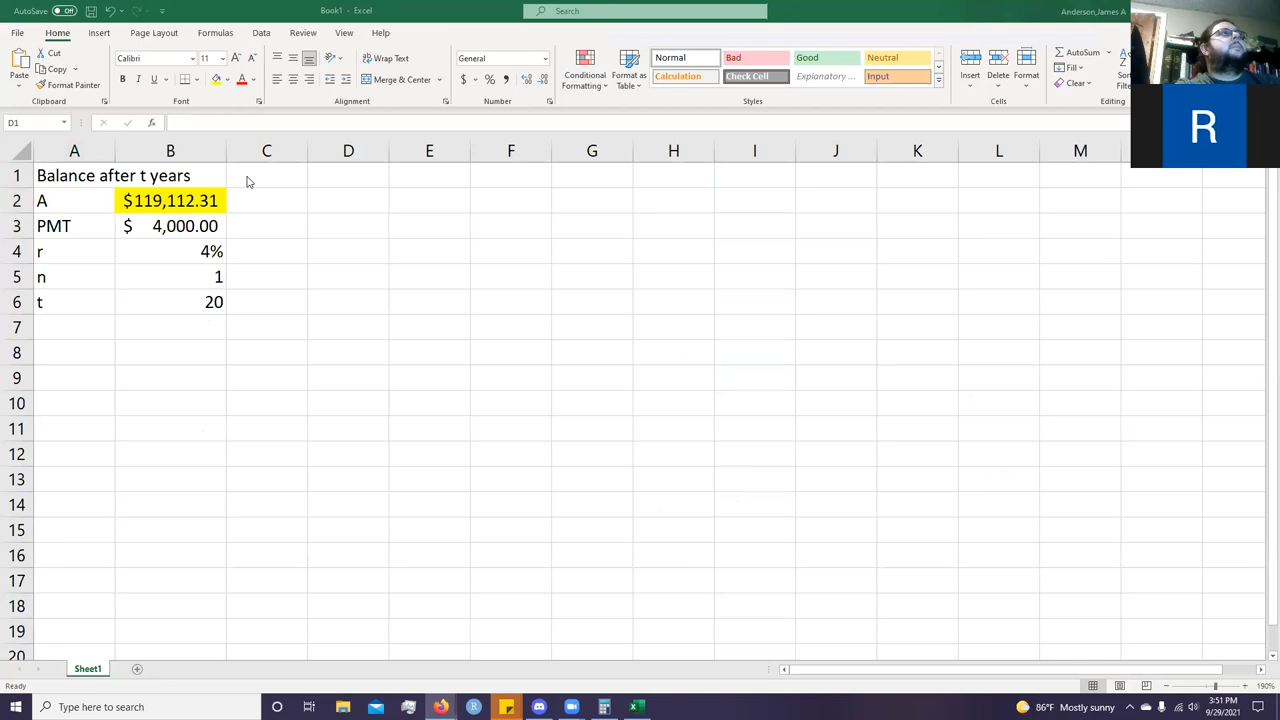 AutoSave Off Book1 - Excel Search Anderson,James A
File Home Insert Page Layout Formulas Data Review View Help
Cut
Copy
Format Painter
Paste
Clipboard
Calibri 11
B I U
Font
Wrap Text
Merge & Center
Alignment
General
$ % 9
Number
Conditional Formatting
Format as Table
Normal Bad Good Neutral
Calculation Check Cell Explanatory ... Input
Styles
Insert Delete Format
Cells
AutoSum
Fill
Clear
Sort
Filter
Editing
R
D1 fx
A B C D E F G H I J K L M
1 Balance after t years
2 A $119,112.31
3 PMT $ 4,000.00
4 r 4%
5 n 1
6 t 20
7
8
9
10
11
12
13
14
15
16
17
18
19
20
Sheet1
Ready 190%
Type here to search R 86°F Mostly sunny 3:51 PM
9/29/2021